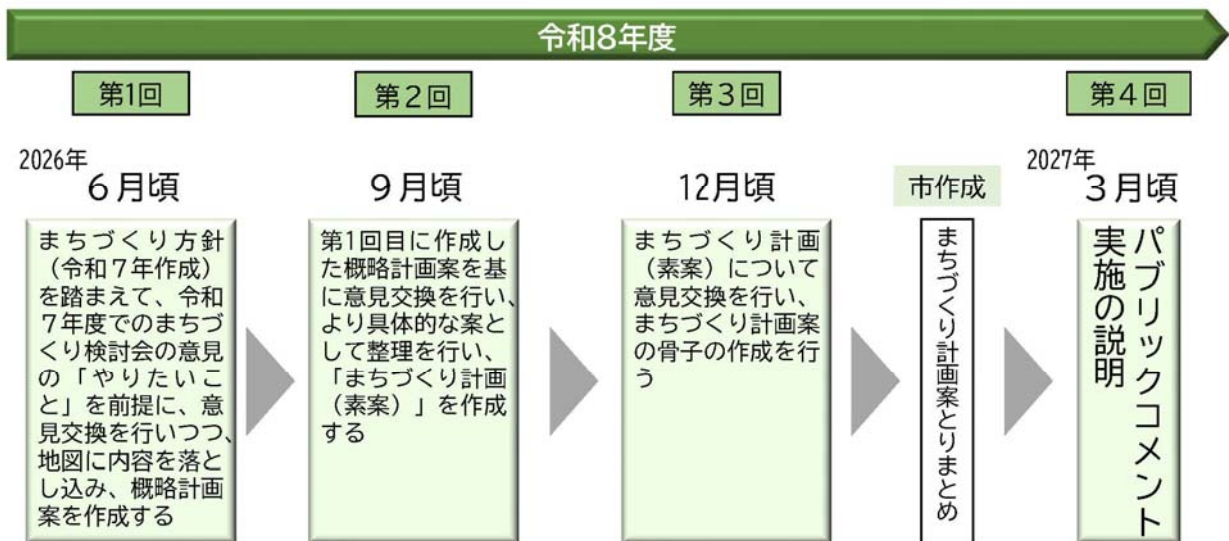 令和8年度
第1回
第2回
第3回
第4回
2026年
6月頃
9月頃
12月頃
市作成
2027年
3月頃
まちづくり方針
(令和7年作成)
を踏まえて、令和
7年度でのまちづ
くり検討会の意見
の「やりたいこ
と」を前提に、意
見交換を行いつつ、
地図に内容を落と
し込み、概略計画
案を作成する
第1回目に作成し
た概略計画案を基
に意見交換を行い、
より具体的な案と
して整理を行い、
「まちづくり計画
(素案)」を作成
する
まちづくり計画
(素案)について
意見交換を行い、
まちづくり計画案
の骨子の作成を行
う
まちづくり計画案とりまとめ
パブリックコメント
実施の説明